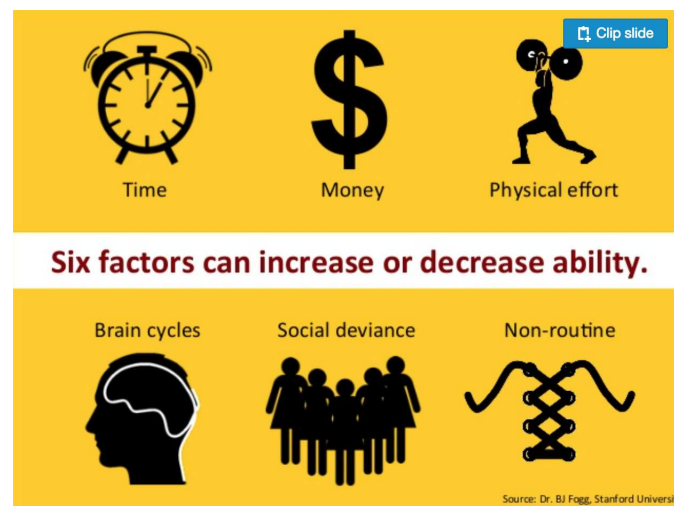 Clip slide
Time
Money
Physical effort
Six factors can increase or decrease ability.
Brain cycles
Social deviance
Non-routine
Source: Dr. BJ Fogg, Stanford Universi